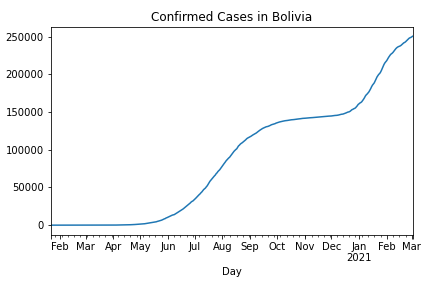 Confirmed Cases in Bolivia
250000
200000
150000
100000
50000
0
Feb Mar Apr May Jun Jul Aug Sep Oct Nov Dec Jan Feb Mar
2021
Day